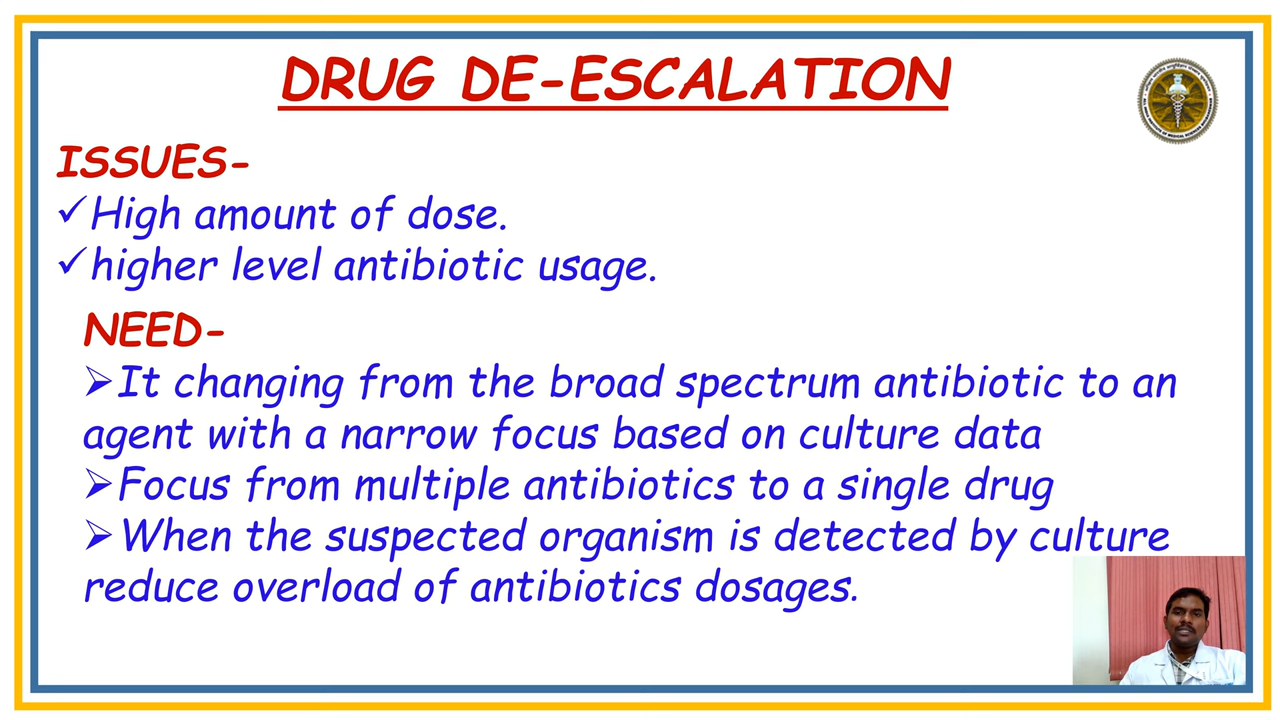 DRUG DE-ESCALATION
ISSUES-
✓High amount of dose.
✓higher level antibiotic usage.
NEED-
➢It changing from the broad spectrum antibiotic to an
agent with a narrow focus based on culture data
➢Focus from multiple antibiotics to a single drug
➢When the suspected organism is detected by culture
reduce overload of antibiotics dosages.